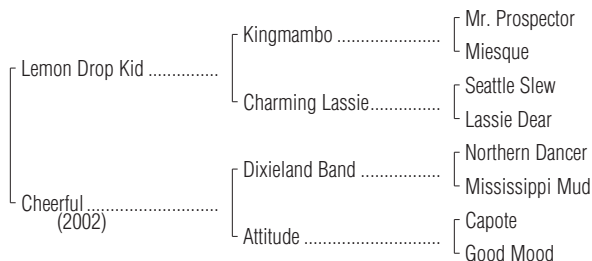 Mr. Prospector
Kingmambo ......................
Miesque
Lemon Drop Kid ...............
Seattle Slew
Charming Lassie...............
Lassie Dear
Northern Dancer
Dixieland Band .................
Mississippi Mud
Cheerful............................
(2002)
Capote
Attitude .............................
Good Mood